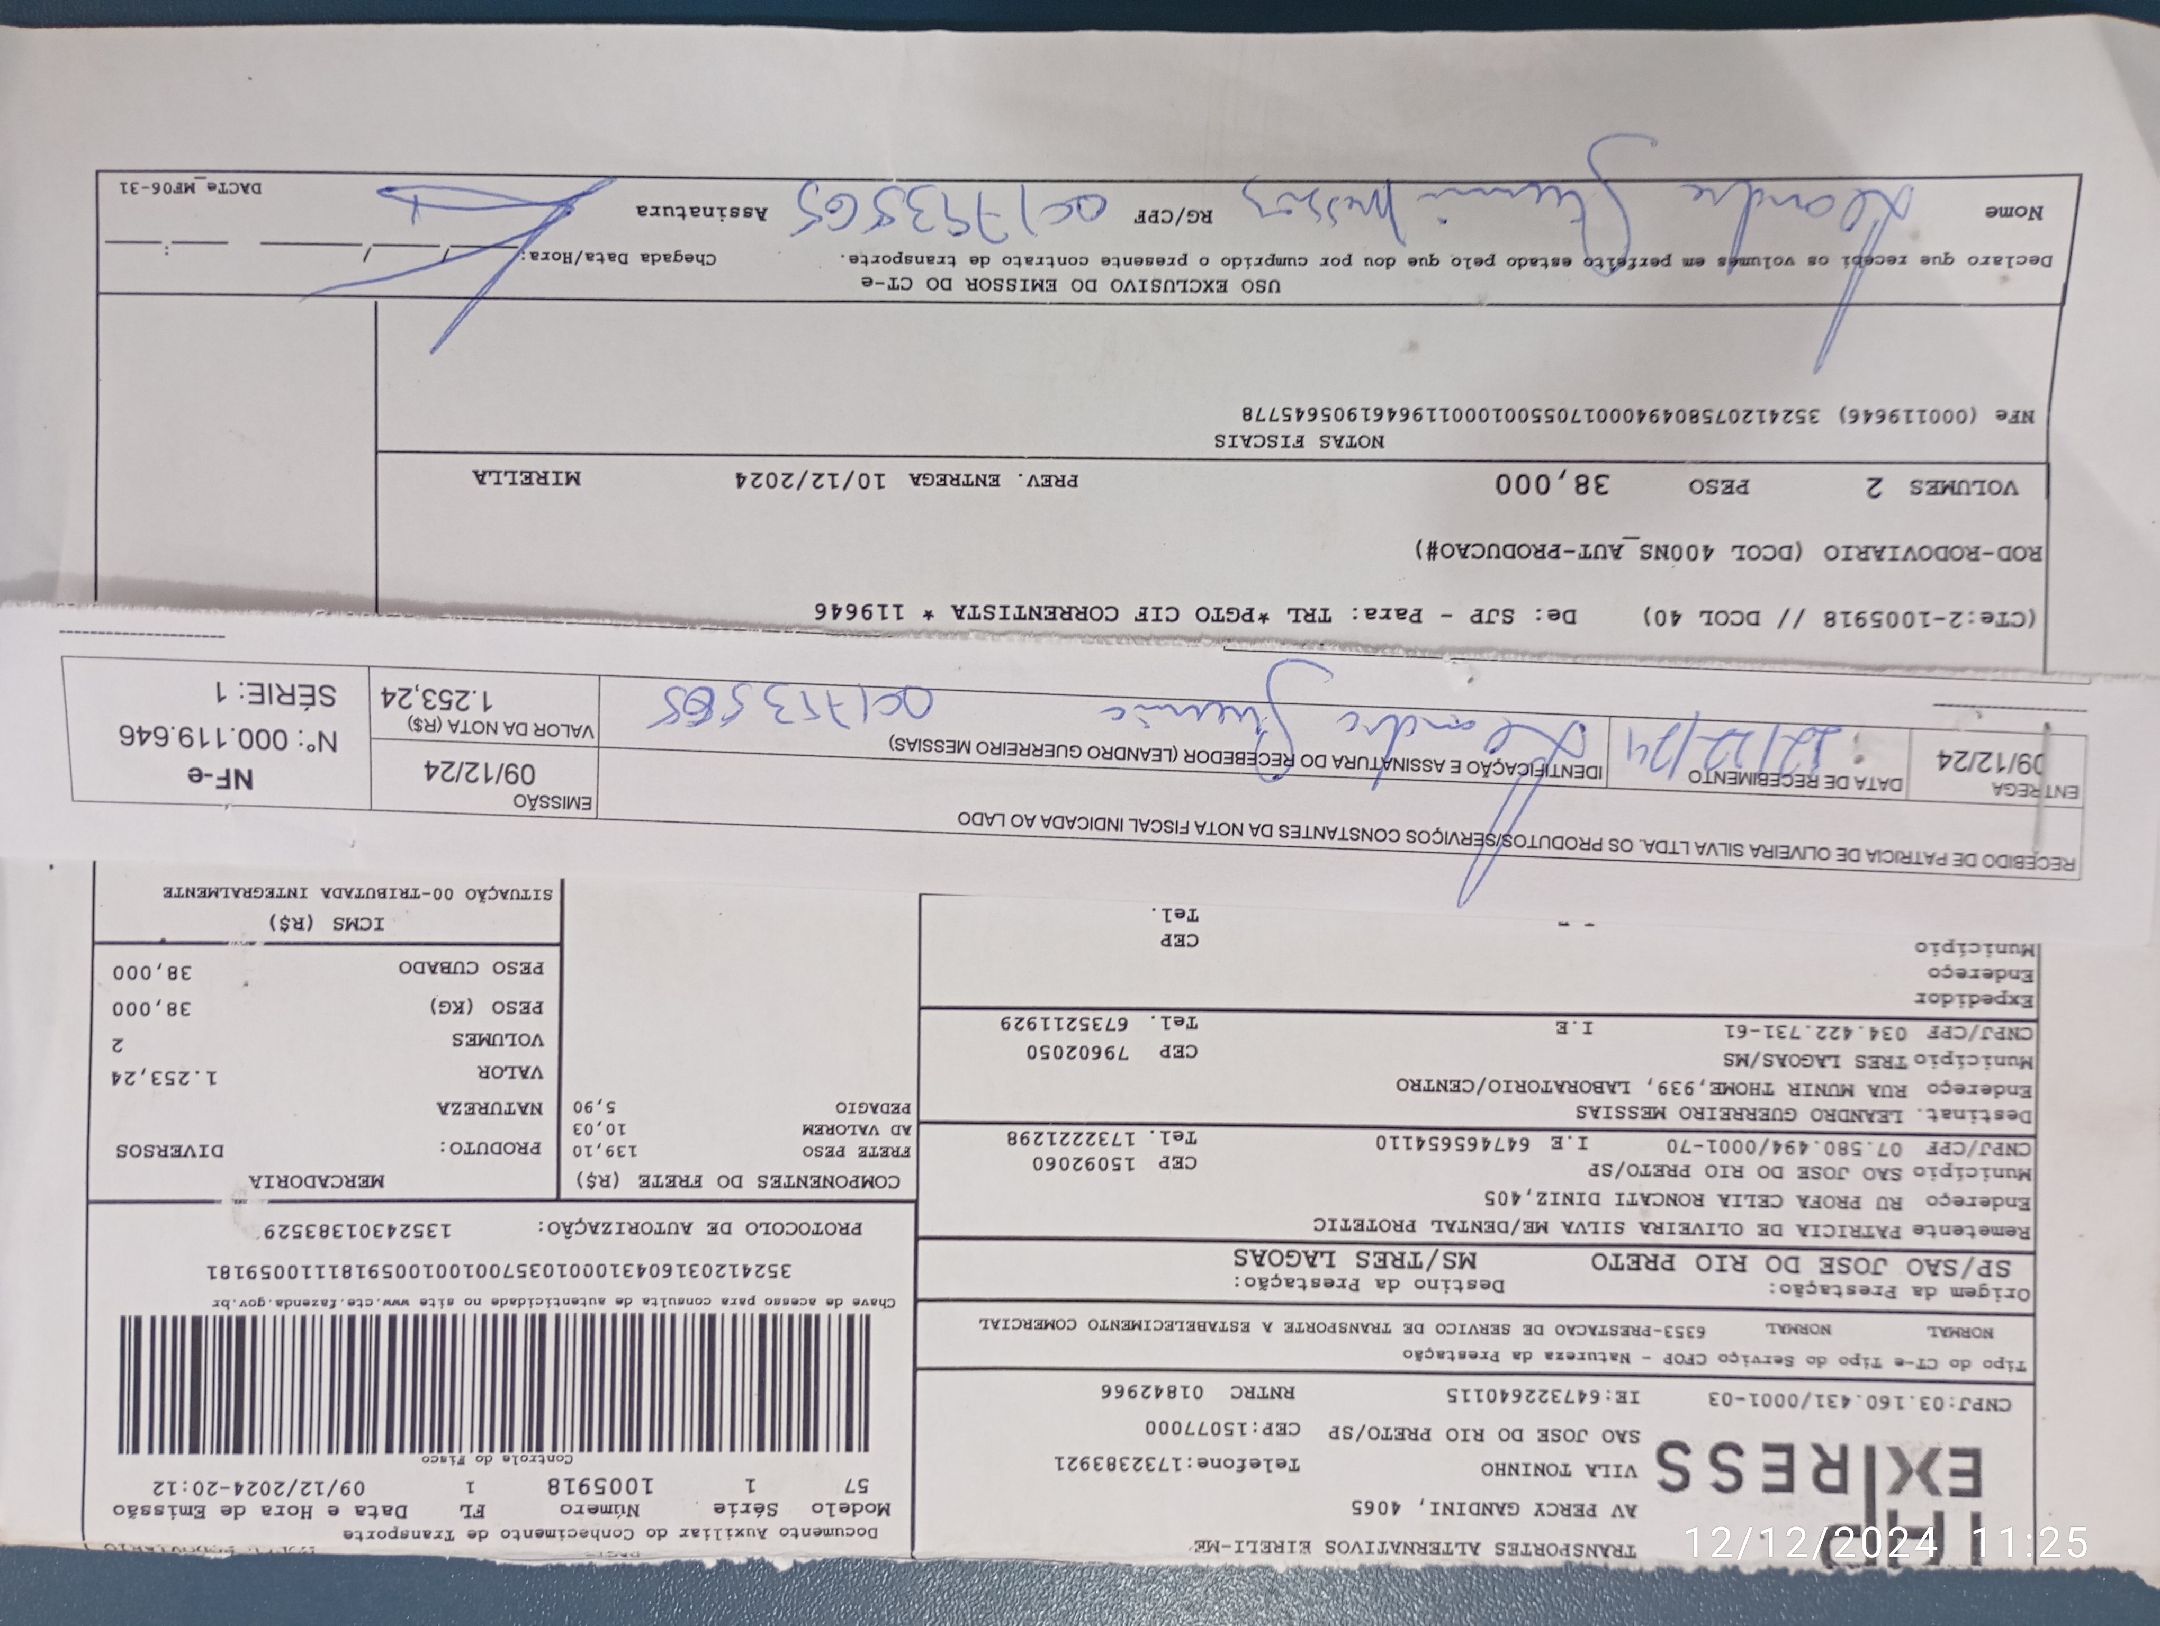 TRANSPORTES ALTERNATIVOS EIRELI-ME
EXPRESS
AV PERCY GANDINI, 4065
VILA TONINHO Telefone:1732383921
SAO JOSE DO RIO PRETO/SP CEP:15077000
CNPJ:03.160.431/0001-03 IE:647322640115 RNTRC 01842966
Documento Auxiliar do Conhecimento de Transporte
Modelo Série Número FL Data e Hora de Emissão
57 1 1005918 1 09/12/2024-20:12
Controle do Fisco
Chave de acesso para consulta de autenticidade no site www.cte.fazenda.gov.br
35241203160431000103570010010059181110059181
PROTOCOLO DE AUTORIZAÇÃO: 13524301383529
Tipo do CT-e Tipo do Serviço CFOP - Natureza da Prestação
NORMAL NORMAL 6353-PRESTACAO DE SERVICO DE TRANSPORTE A ESTABELECIMENTO COMERCIAL
Origem da Prestação: Destino da Prestação:
SP/SAO JOSE DO RIO PRETO MS/TRES LAGOAS
Remetente PATRICIA DE OLIVEIRA SILVA ME/DENTAL PROTETIC
Endereço RU PROFA CELIA RONCATI DINIZ,405
Município SAO JOSE DO RIO PRETO/SP CEP 15092060
CNPJ/CPF 07.580.494/0001-70 I.E 647465654110 Tel. 1732221298
Destinat. LEANDRO GUERREIRO MESSIAS
Endereço RUA MUNIR THOME,939, LABORATORIO/CENTRO
Município TRES LAGOAS/MS CEP 79602050
CNPJ/CPF 034.422.731-61 I.E Tel. 6735211929
Expedidor
Endereço
Município CEP
Tel.
COMPONENTES DO FRETE (R$)
FRETE PESO 139,10
AD VALOREM 10,03
PEDAGIO 5,90
MERCADORIA
PRODUTO: DIVERSOS
NATUREZA
VALOR 1.253,24
VOLUMES 2
PESO (KG) 38,000
PESO CUBADO 38,000
ICMS (R$)
SITUAÇÃO 00-TRIBUTADA INTEGRALMENTE
RECEBIDO DE PATRICIA DE OLIVEIRA SILVA LTDA. OS PRODUTOS/SERVIÇOS CONSTANTES DA NOTA FISCAL INDICADA AO LADO
ENTREGA
09/12/24
DATA DE RECEBIMENTO
12/12/24
IDENTIFICAÇÃO E ASSINATURA DO RECEBEDOR (LEANDRO GUERREIRO MESSIAS)
Leandro
EMISSÃO
09/12/24
VALOR DA NOTA (R$)
1.253,24
NF-e
Nº: 000.119.646
SÉRIE: 1
(CTe:2-1005918 // DCOL 40) De: SJP - Para: TRL *PGTO CIF CORRENTISTA * 119646
ROD-RODOVIARIO (DCOL 400NS_AUT-PRODUCAO#)
VOLUMES 2 PESO 38,000 PREV. ENTREGA 10/12/2024 MIRELLA
NOTAS FISCAIS
NFe (000119646) 35241207580494000170550010001196461905645778
USO EXCLUSIVO DO EMISSOR DO CT-e
Declaro que recebi os volumes em perfeito estado pelo que dou por cumprido o presente contrato de transporte. Chegada Data/Hora: / / :
Nome Leandro RG/CPF Assinatura
DACTe_MF06-31
12/12/2024 11:25